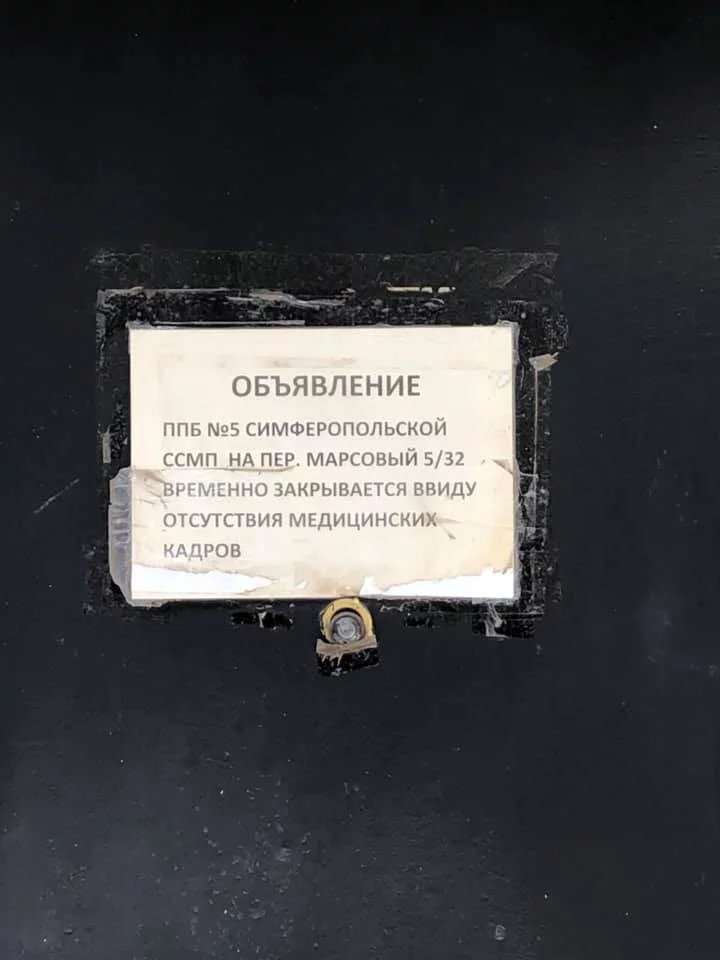 ОБЪЯВЛЕНИЕ
ППБ №5 СИМФЕРОПОЛЬСКОЙ
ССМП НА ПЕР. МАРСОВЫЙ 5/32
ВРЕМЕННО ЗАКРЫВАЕТСЯ ВВИДУ
ОТСУТСТВИЯ МЕДИЦИНСКИХ
КАДРОВ